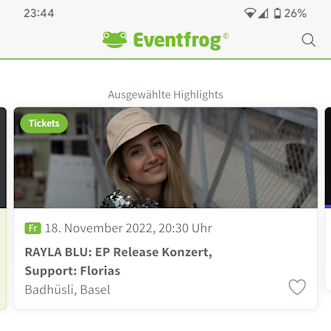 23:44
26%
Eventfrog©
Ausgewählte Highlights
Tickets
Fr 18. November 2022, 20:30 Uhr
RAYLA BLU: EP Release Konzert,
Support: Florias
Badhüsli, Basel